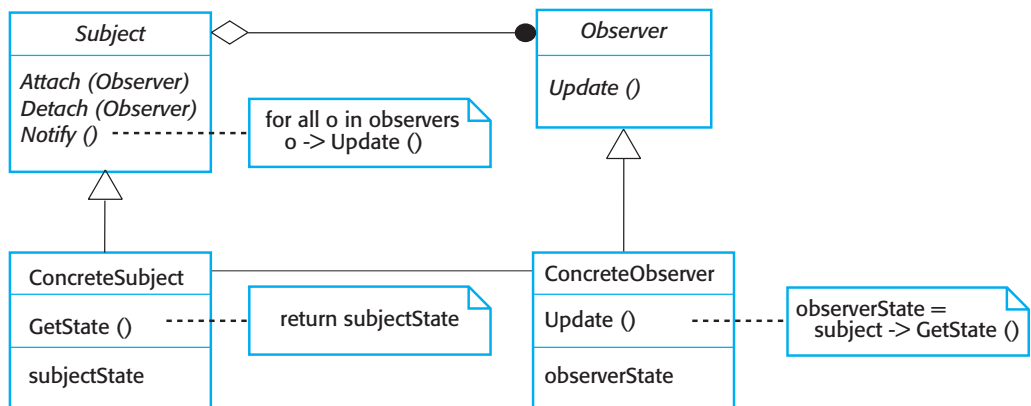 Subject
Attach (Observer)
Detach (Observer)
Notify ()
for all o in observers
o -> Update ()
Observer
Update ()
ConcreteSubject
GetState ()
subjectState
return subjectState
ConcreteObserver
Update ()
observerState
observerState =
subject -> GetState ()